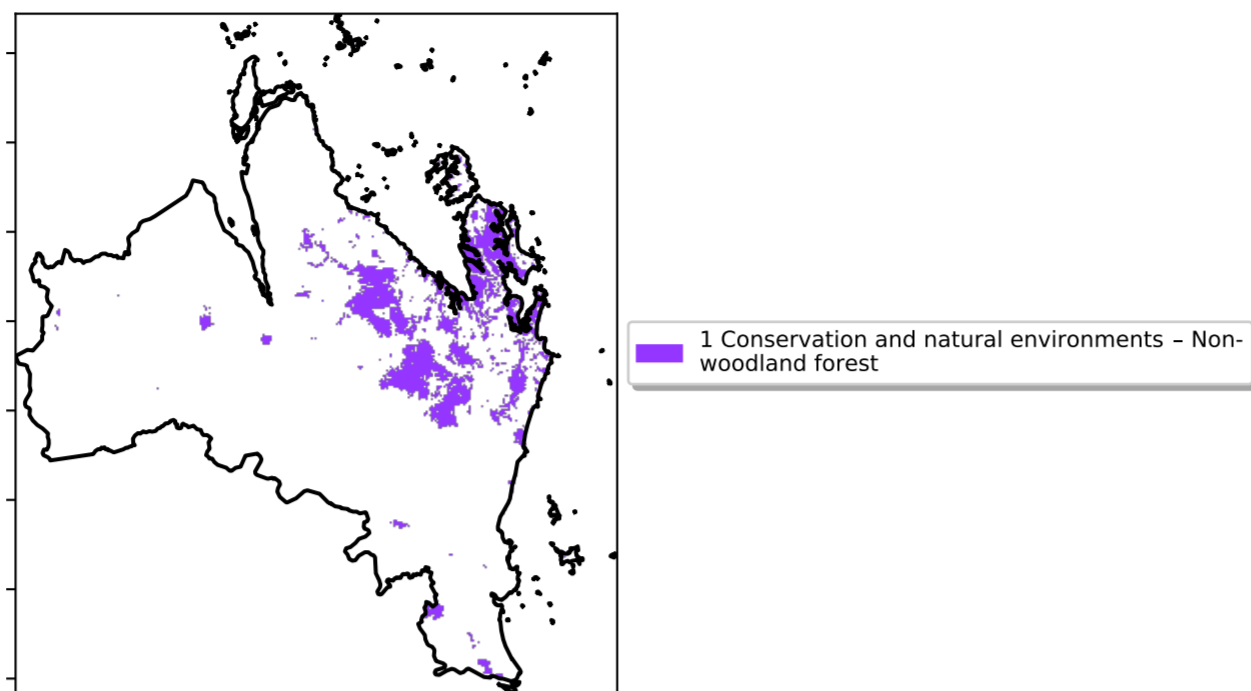 1 Conservation and natural environments – Non-
woodland forest